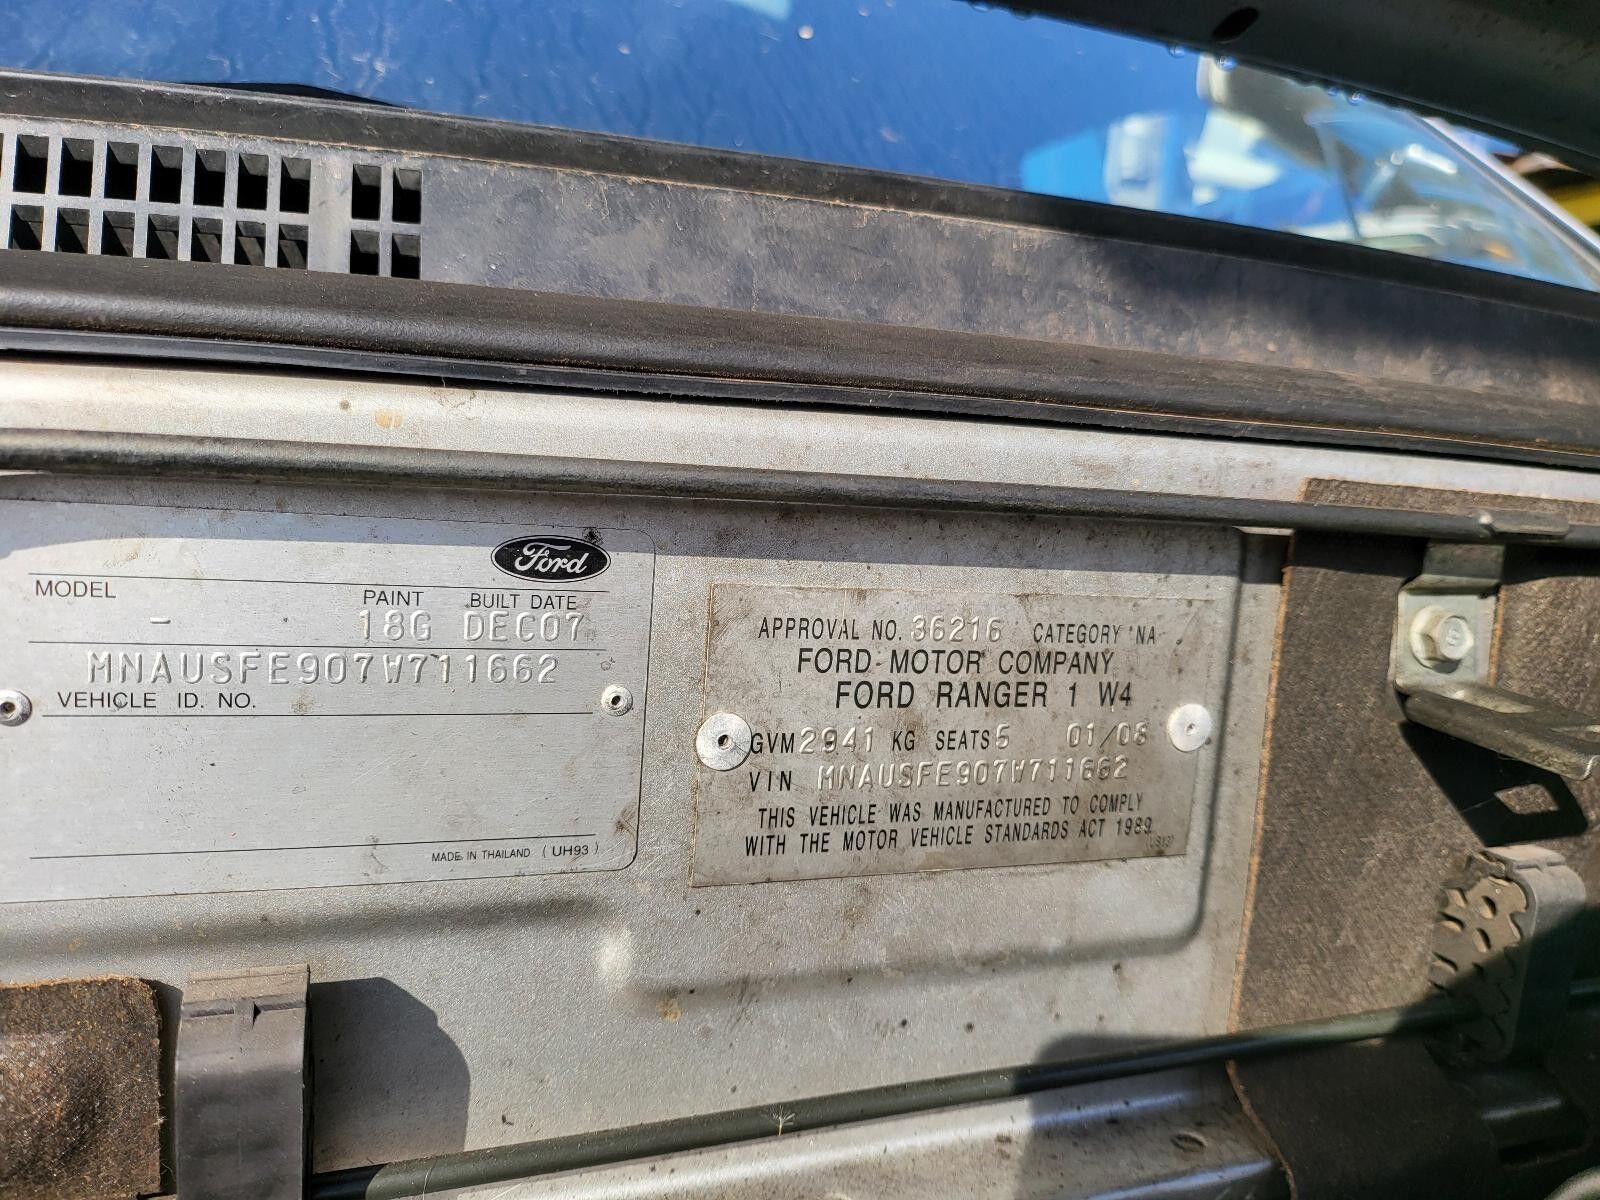 Ford
MODEL PAINT BUILT DATE
- 18G DEC07
MNAUSFE907W711662
VEHICLE ID. NO.
MADE IN THAILAND (UH93)
APPROVAL NO. 36216 CATEGORY NA
FORD MOTOR COMPANY
FORD RANGER 1 W4
GVM 2941 KG SEATS 5 01/08
VIN MNAUSFE907W711662
THIS VEHICLE WAS MANUFACTURED TO COMPLY
WITH THE MOTOR VEHICLE STANDARDS ACT 1989